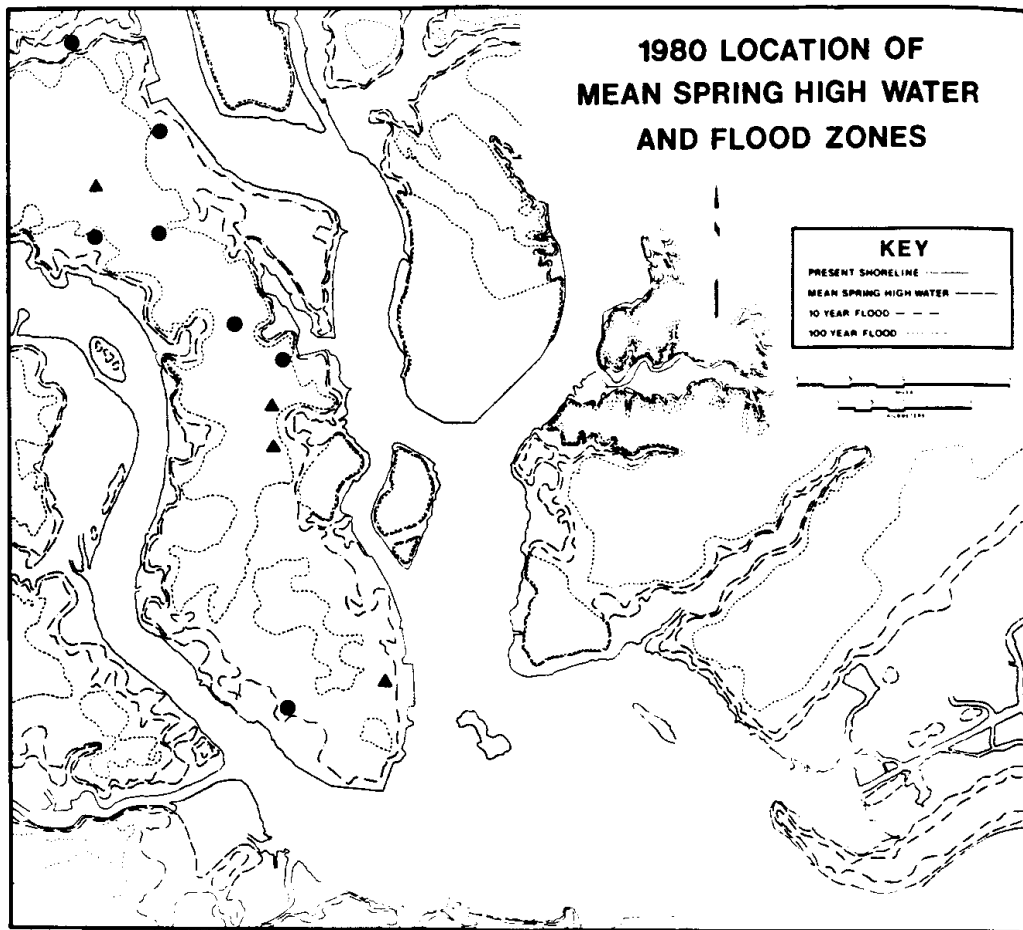 1980 LOCATION OF
MEAN SPRING HIGH WATER
AND FLOOD ZONES
KEY
PRESENT SHORELINE
MEAN SPRING HIGH WATER
10 YEAR FLOOD
100 YEAR FLOOD